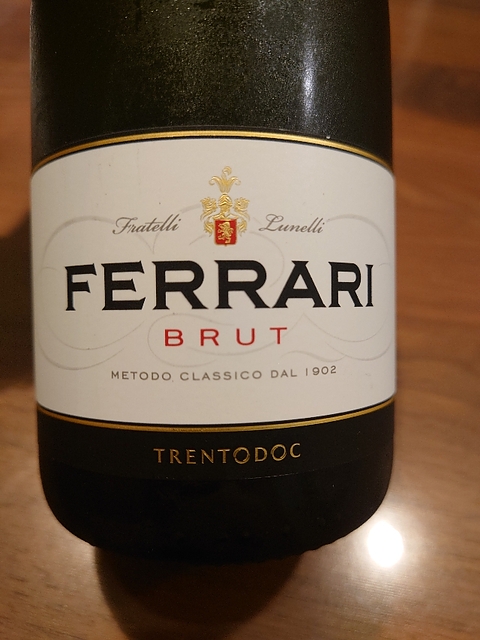 Fratelli Lunelli
FERRARI
BRUT
METODO CLASSICO DAL 1902
TRENTODOC